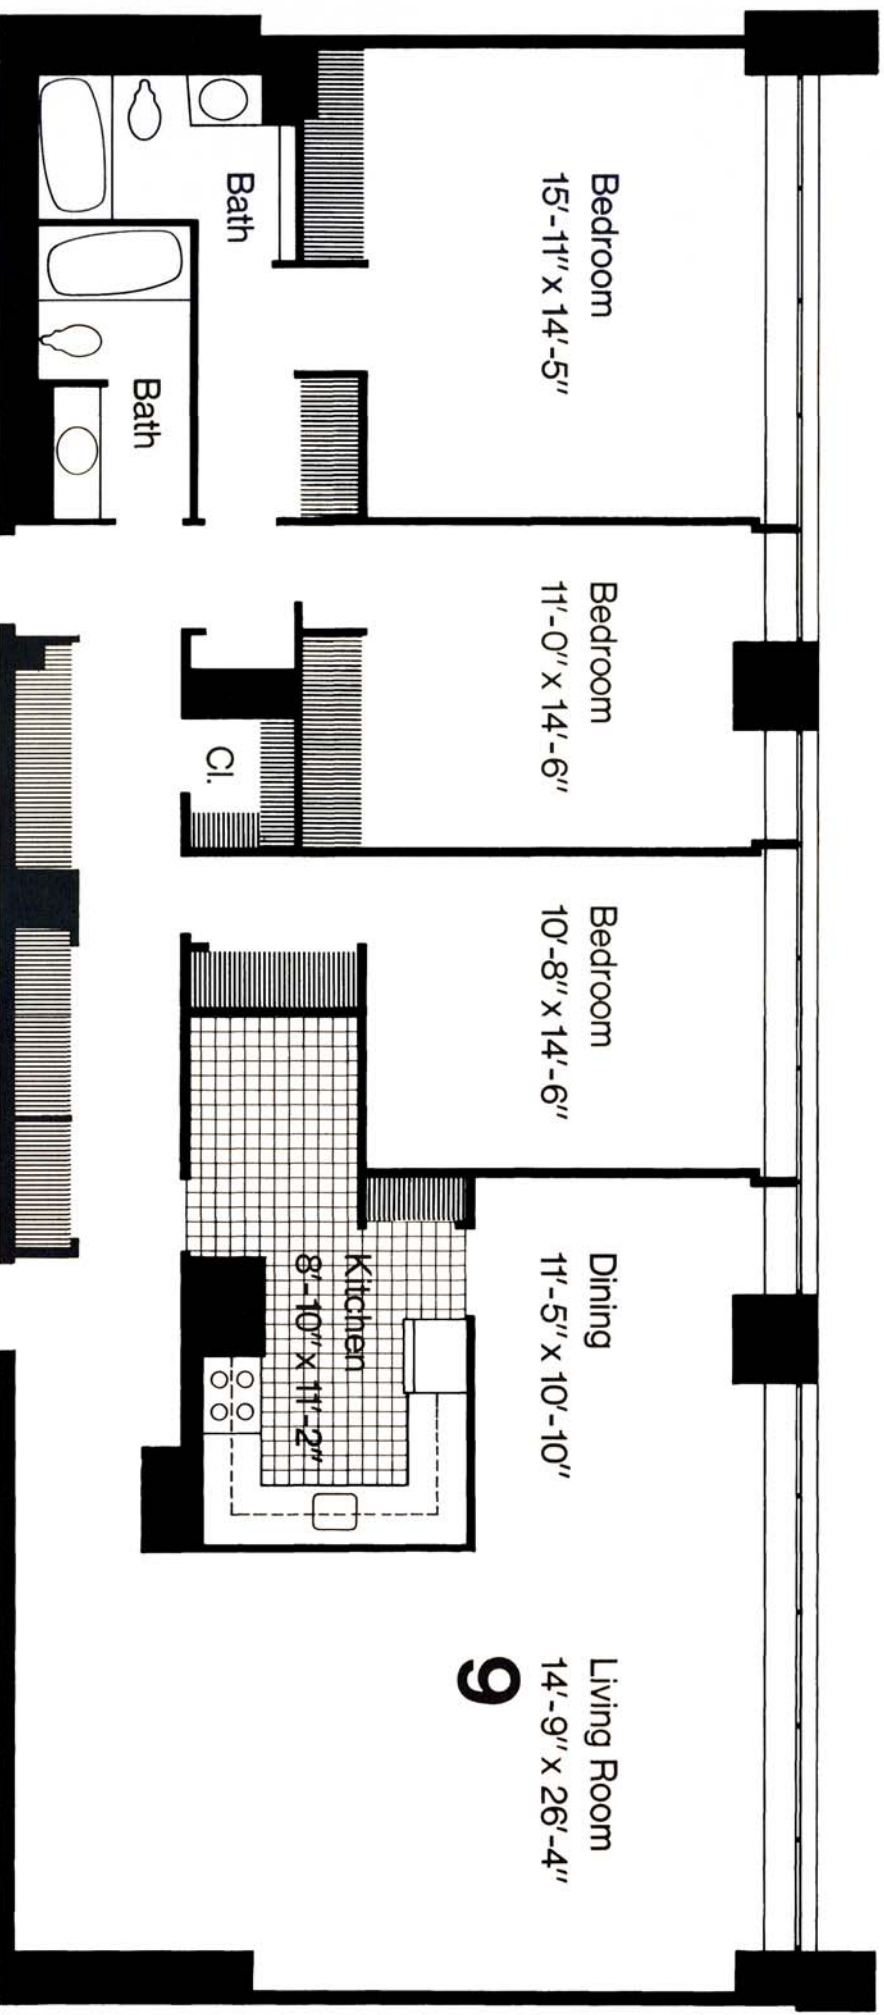 Bedroom
15'-11" x 14'-5"
Bedroom
11'-0" x 14'-6"
Bedroom
10'-8" x 14'-6"
Dining
11'-5" x 10'-10"
Living Room
14'-9" x 26'-4"
9
Kitchen
8'-10" x 11'-2"
Bath
Bath
Cl.